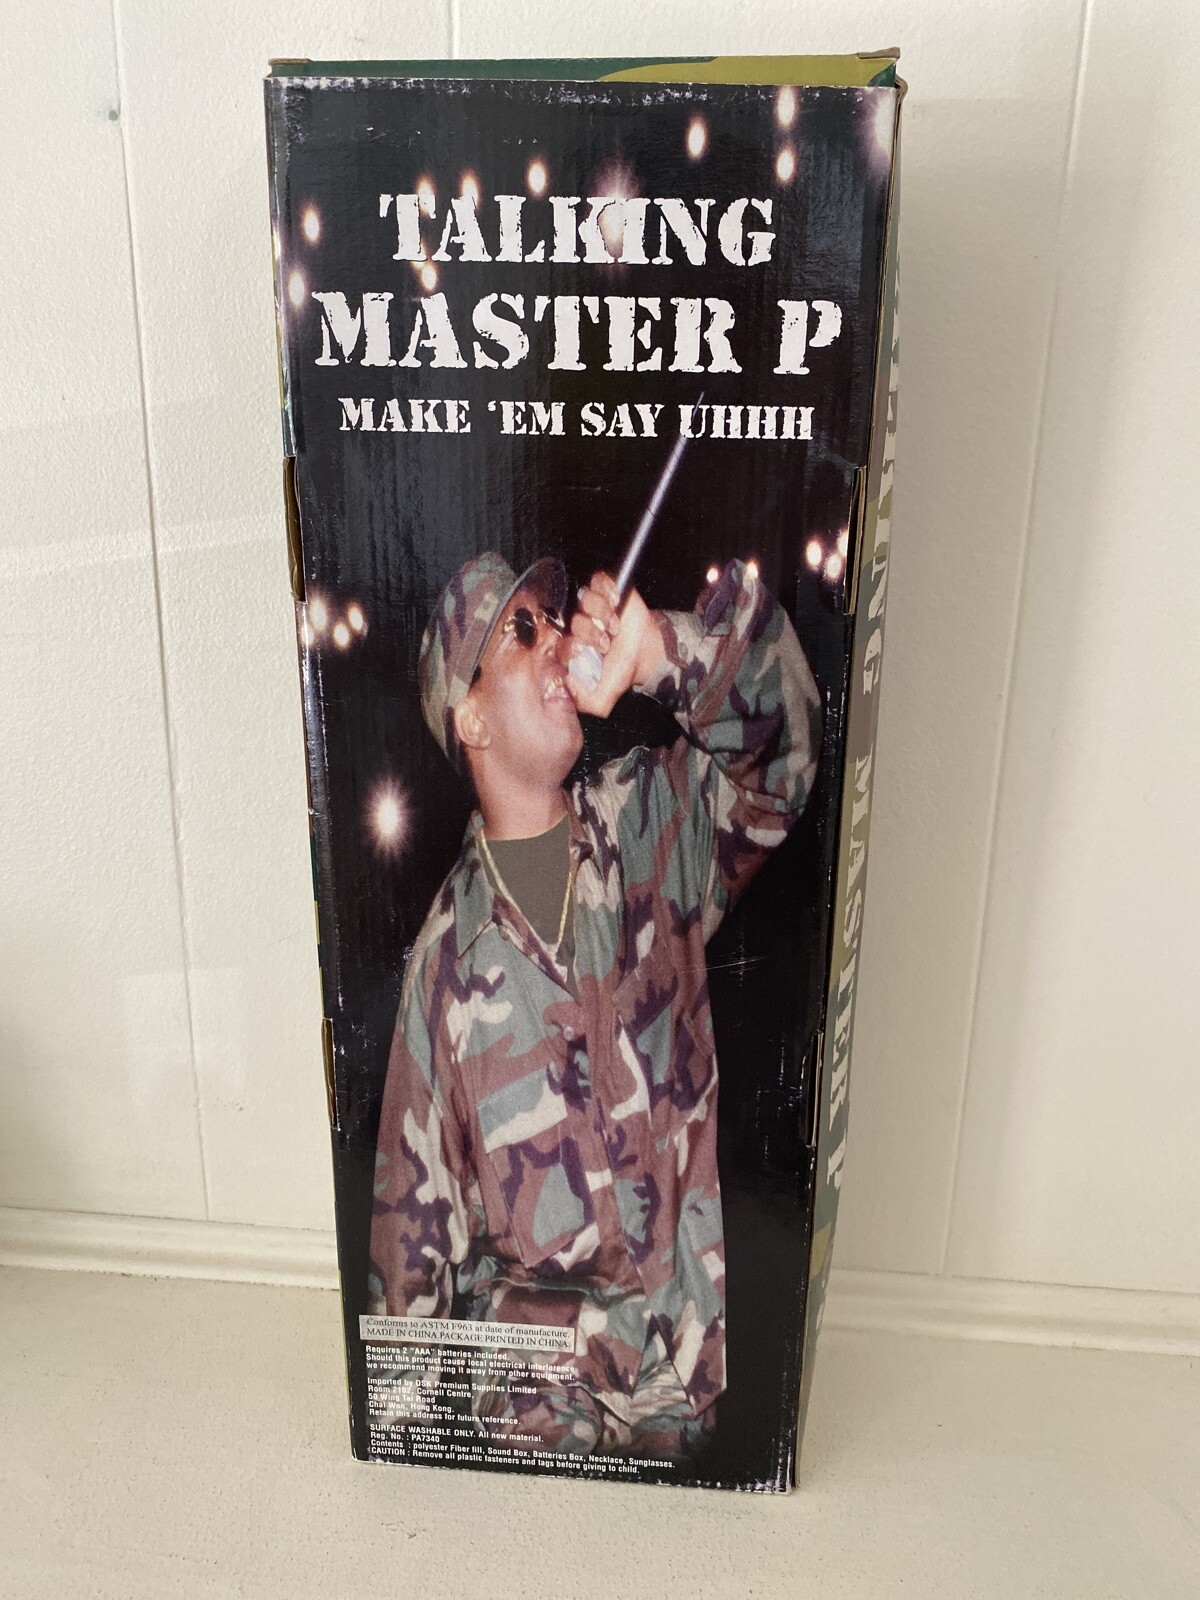 TALKING
MASTER P
MAKE 'EM SAY UHHH
Conforms to ASTM F963 at date of manufacture.
MADE IN CHINA.PACKAGE PRINTED IN CHINA.
Requires 2 "AAA" batteries included.
Should this product cause local electrical interference,
we recommend moving it away from other equipment.
Imported by DSK Premium Supplies Limited
Room 2102, Cornell Centre,
50 Wing Tai Road
Chai Wan, Hong Kong.
Retain this address for future reference.
SURFACE WASHABLE ONLY. All new material.
Reg. No. : PA7340
Contents : polyester Fiber fill, Sound Box, Batteries Box, Necklace, Sunglasses.
CAUTION : Remove all plastic fasteners and tags before giving to child.
TALKING MASTER P